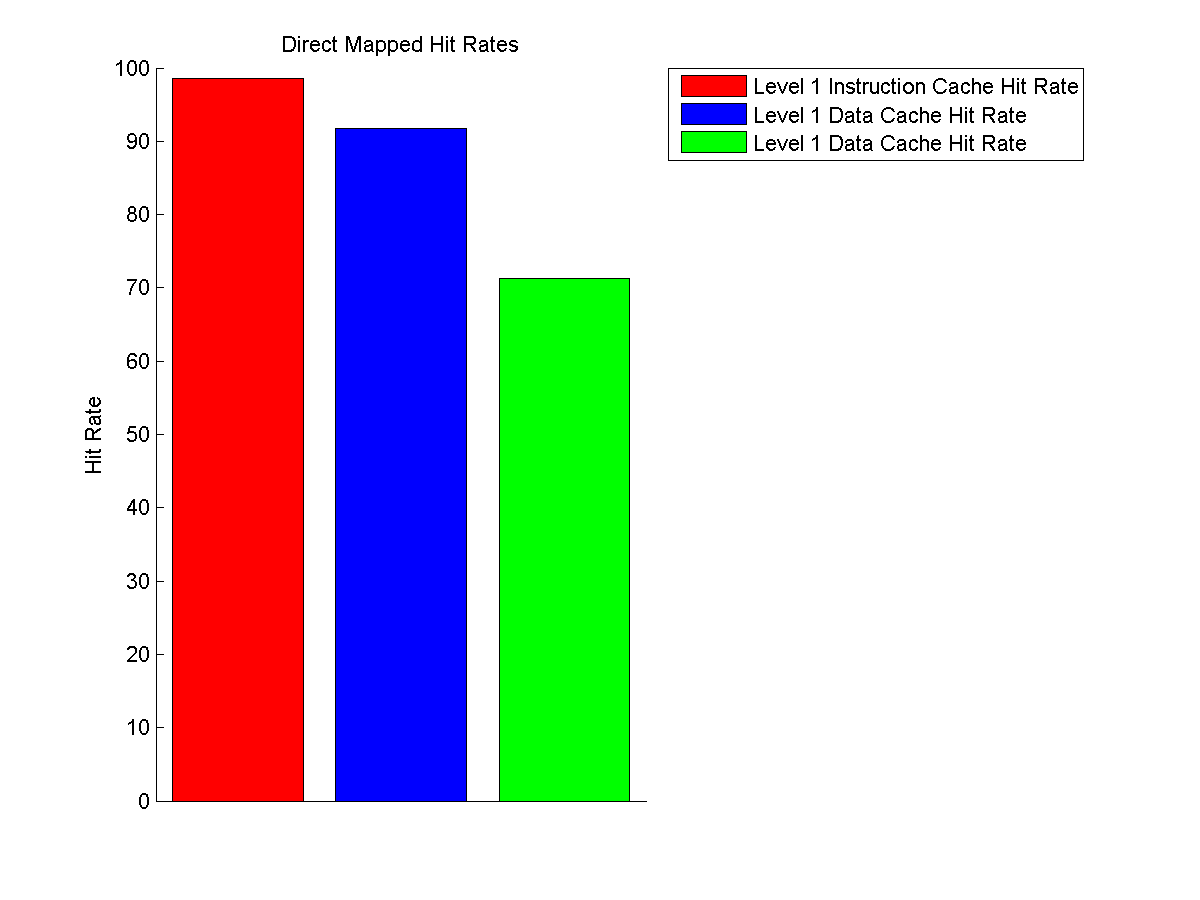 Direct Mapped Hit Rates
100
90
80
70
60
50
40
30
20
10
0
Hit Rate
Level 1 Instruction Cache Hit Rate
Level 1 Data Cache Hit Rate
Level 1 Data Cache Hit Rate